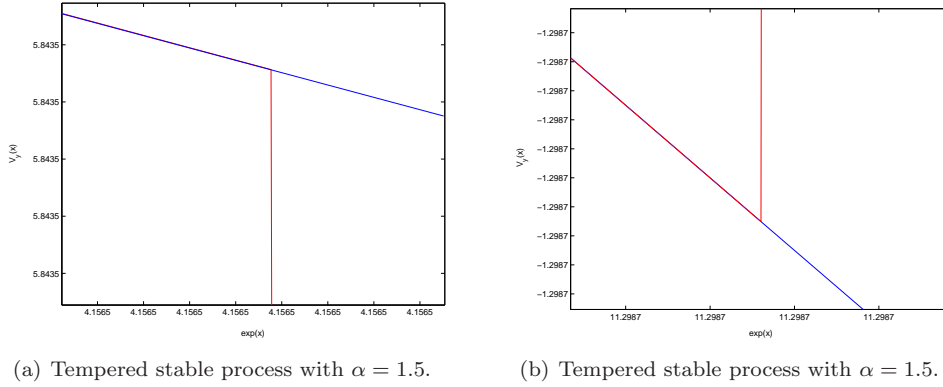 5.8435
5.8435
5.8435
5.8435
5.8435
V_y(x)
4.1565 4.1565 4.1565 4.1565 4.1565 4.1565 4.1565 4.1565
exp(x)
−1.2987
−1.2987
−1.2987
−1.2987
−1.2987
−1.2987
−1.2987
−1.2987
−1.2987
−1.2987
V_y(x)
11.2987 11.2987 11.2987 11.2987
exp(x)
(a) Tempered stable process with α = 1.5.
(b) Tempered stable process with α = 1.5.